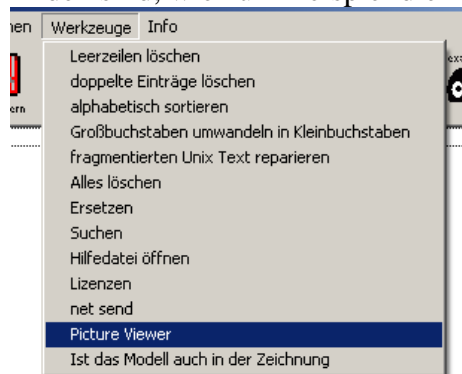 Werkzeuge Info
Leerzeilen löschen
doppelte Einträge löschen
alphabetisch sortieren
Großbuchstaben umwandeln in Kleinbuchstaben
fragmentierten Unix Text reparieren
Alles löschen
Ersetzen
Suchen
Hilfedatei öffnen
Lizenzen
net send
Picture Viewer
Ist das Modell auch in der Zeichnung